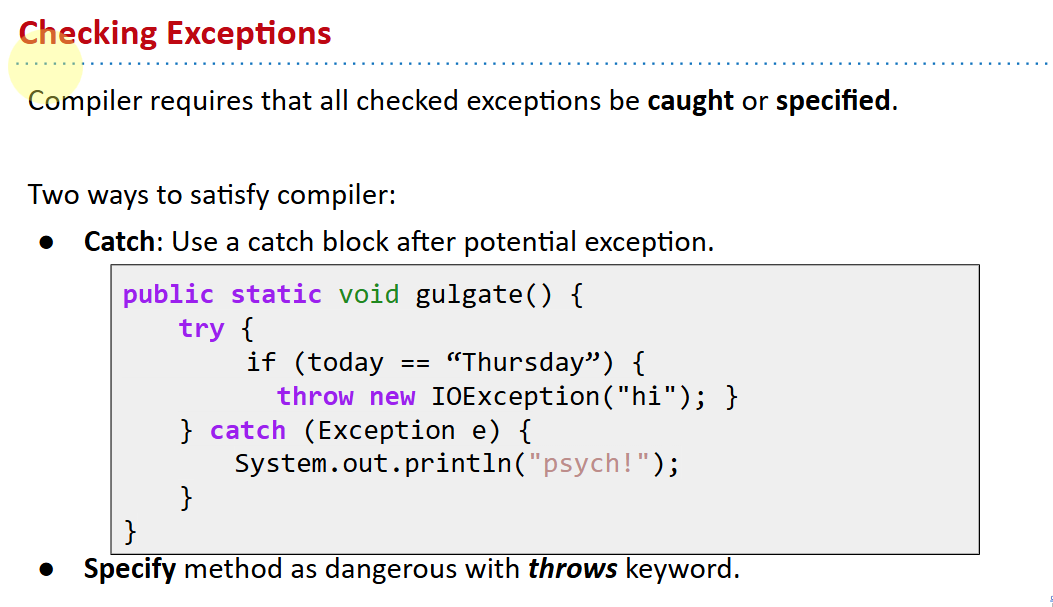 Checking Exceptions
Compiler requires that all checked exceptions be caught or specified.
Two ways to satisfy compiler:
● Catch: Use a catch block after potential exception.
public static void gulgate() {
try {
if (today == “Thursday”) {
throw new IOException("hi"); }
} catch (Exception e) {
System.out.println("psych!");
}
}
● Specify method as dangerous with throws keyword.